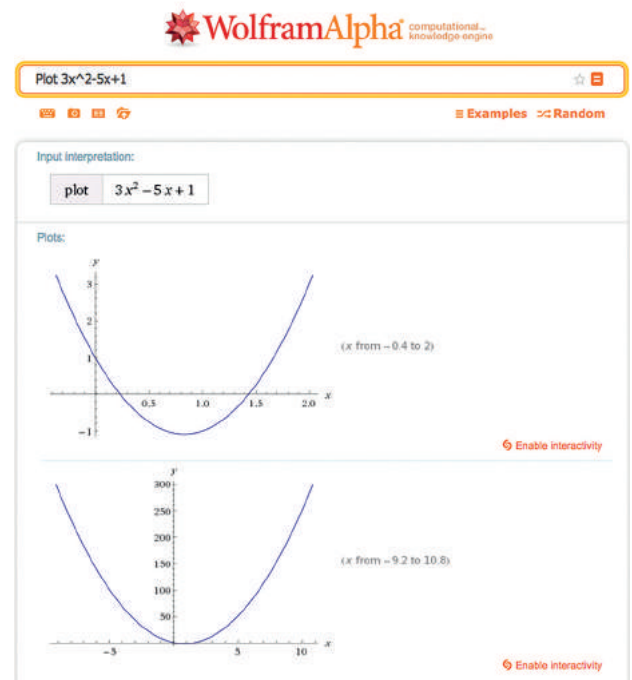 WolframAlpha computational... knowledge engine
Plot 3x^2-5x+1
Examples Random
Input interpretation:
plot 3x² − 5x + 1
Plots:
y
3
2
1
−1
0.5 1.0 1.5 2.0 x
(x from −0.4 to 2)
Enable interactivity
y
300
250
200
150
100
50
−5 5 10 x
(x from −9.2 to 10.8)
Enable interactivity